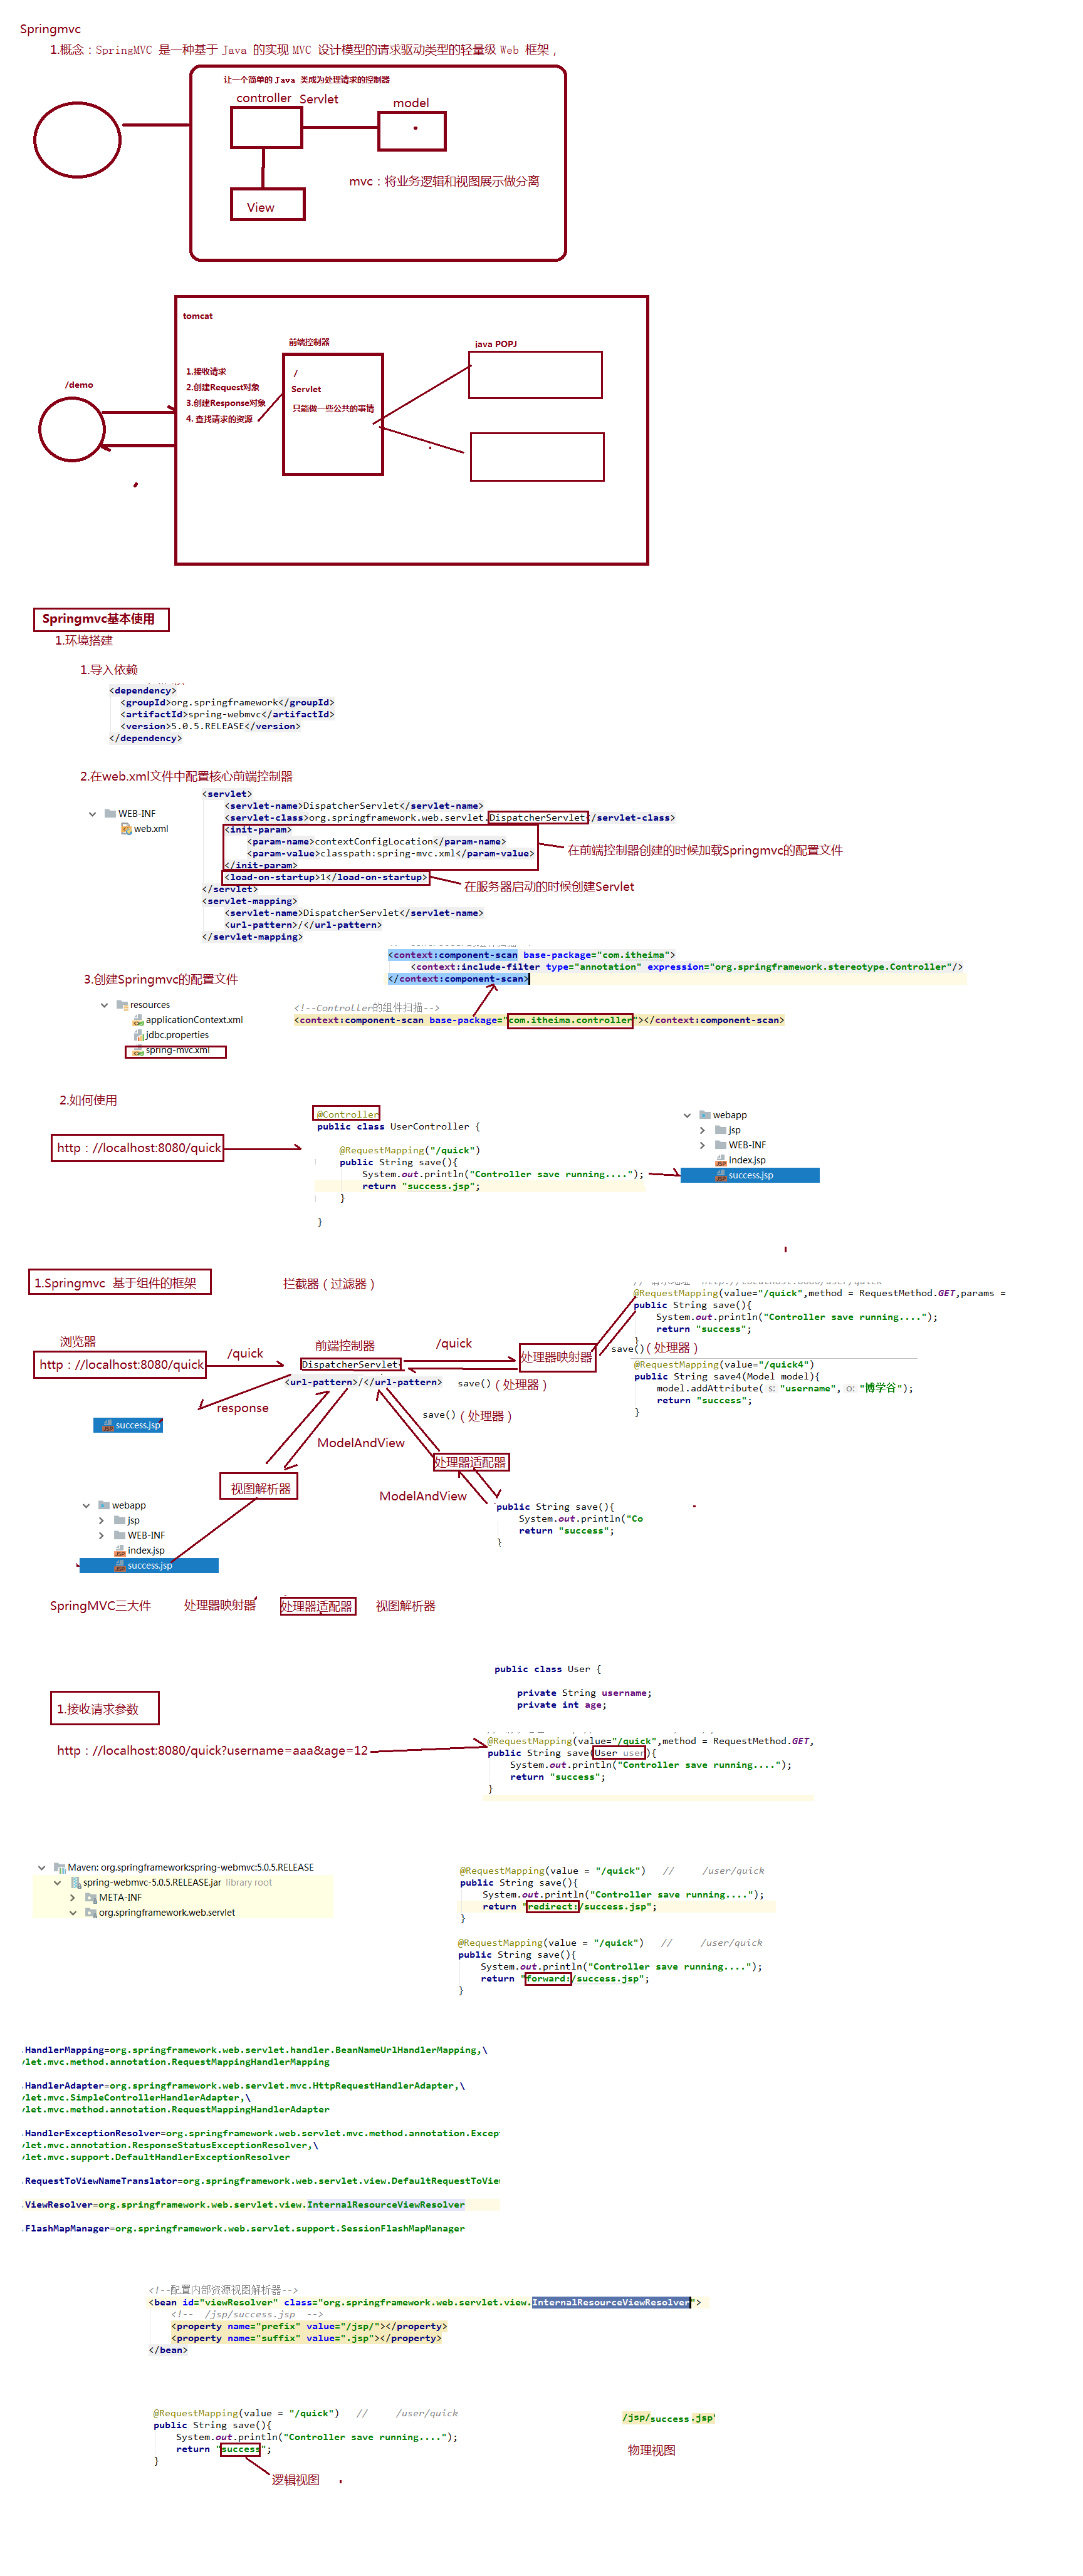 Springmvc
1.概念：SpringMVC 是一种基于 Java 的实现 MVC 设计模型的请求驱动类型的轻量级 Web 框架，
让一个简单的 Java 类成为处理请求的控制器
controller Servlet
model
mvc：将业务逻辑和视图展示做分离
View
tomcat
前端控制器
java POPJ
/demo
1.接收请求
2.创建Request对象
3.创建Response对象
4. 查找请求的资源
/
Servlet
只能做一些公共的事情
Springmvc基本使用
1.环境搭建
1.导入依赖
<dependency>
<groupId>org.springframework</groupId>
<artifactId>spring-webmvc</artifactId>
<version>5.0.5.RELEASE</version>
</dependency>
2.在web.xml文件中配置核心前端控制器
WEB-INF
web.xml
<servlet>
<servlet-name>DispatcherServlet</servlet-name>
<servlet-class>org.springframework.web.servlet.DispatcherServlet</servlet-class>
<init-param>
<param-name>contextConfigLocation</param-name>
<param-value>classpath:spring-mvc.xml</param-value>
</init-param>
<load-on-startup>1</load-on-startup>
</servlet>
<servlet-mapping>
<servlet-name>DispatcherServlet</servlet-name>
<url-pattern>/</url-pattern>
</servlet-mapping>
在前端控制器创建的时候加载Springmvc的配置文件
在服务器启动的时候创建Servlet
<context:component-scan base-package="com.itheima">
<context:include-filter type="annotation" expression="org.springframework.stereotype.Controller"/>
</context:component-scan>
3.创建Springmvc的配置文件
resources
applicationContext.xml
jdbc.properties
spring-mvc.xml
<!--Controller的组件扫描-->
<context:component-scan base-package="com.itheima.controller"></context:component-scan>
2.如何使用
http：//localhost:8080/quick
@Controller
public class UserController {
@RequestMapping("/quick")
public String save(){
System.out.println("Controller save running....");
return "success.jsp";
}
}
webapp
jsp
WEB-INF
index.jsp
success.jsp
1.Springmvc 基于组件的框架
拦截器（过滤器）
@RequestMapping(value="/quick",method = RequestMethod.GET,params =
public String save(){
System.out.println("Controller save running....");
return "success";
}
浏览器
http：//localhost:8080/quick
/quick
前端控制器
DispatcherServlet
<url-pattern>/</url-pattern>
/quick
处理器映射器
save()（处理器）
save()（处理器）
@RequestMapping(value="/quick4")
public String save4(Model model){
model.addAttribute( s: "username", o: "博学谷");
return "success";
}
response
success.jsp
save()（处理器）
ModelAndView
处理器适配器
视图解析器
ModelAndView
public String save(){
System.out.println("Co
return "success";
}
webapp
jsp
WEB-INF
index.jsp
success.jsp
SpringMVC三大件 处理器映射器 处理器适配器 视图解析器
public class User {
private String username;
private int age;
1.接收请求参数
http：//localhost:8080/quick?username=aaa&age=12
@RequestMapping(value="/quick",method = RequestMethod.GET,
public String save(User user){
System.out.println("Controller save running....");
return "success";
}
Maven: org.springframework:spring-webmvc:5.0.5.RELEASE
spring-webmvc-5.0.5.RELEASE.jar library root
META-INF
org.springframework.web.servlet
@RequestMapping(value = "/quick") // /user/quick
public String save(){
System.out.println("Controller save running....");
return "redirect:/success.jsp";
}
@RequestMapping(value = "/quick") // /user/quick
public String save(){
System.out.println("Controller save running....");
return "forward:/success.jsp";
}
.HandlerMapping=org.springframework.web.servlet.handler.BeanNameUrlHandlerMapping,\
vlet.mvc.method.annotation.RequestMappingHandlerMapping
.HandlerAdapter=org.springframework.web.servlet.mvc.HttpRequestHandlerAdapter,\
vlet.mvc.SimpleControllerHandlerAdapter,\
vlet.mvc.method.annotation.RequestMappingHandlerAdapter
.HandlerExceptionResolver=org.springframework.web.servlet.mvc.method.annotation.Excep
vlet.mvc.annotation.ResponseStatusExceptionResolver,\
vlet.mvc.support.DefaultHandlerExceptionResolver
.RequestToViewNameTranslator=org.springframework.web.servlet.view.DefaultRequestToView
.ViewResolver=org.springframework.web.servlet.view.InternalResourceViewResolver
.FlashMapManager=org.springframework.web.servlet.support.SessionFlashMapManager
<!--配置内部资源视图解析器-->
<bean id="viewResolver" class="org.springframework.web.servlet.view.InternalResourceViewResolver">
<!-- /jsp/success.jsp -->
<property name="prefix" value="/jsp/"></property>
<property name="suffix" value=".jsp"></property>
</bean>
@RequestMapping(value = "/quick") // /user/quick
public String save(){
System.out.println("Controller save running....");
return "success";
}
逻辑视图
/jsp/success.jsp"
物理视图